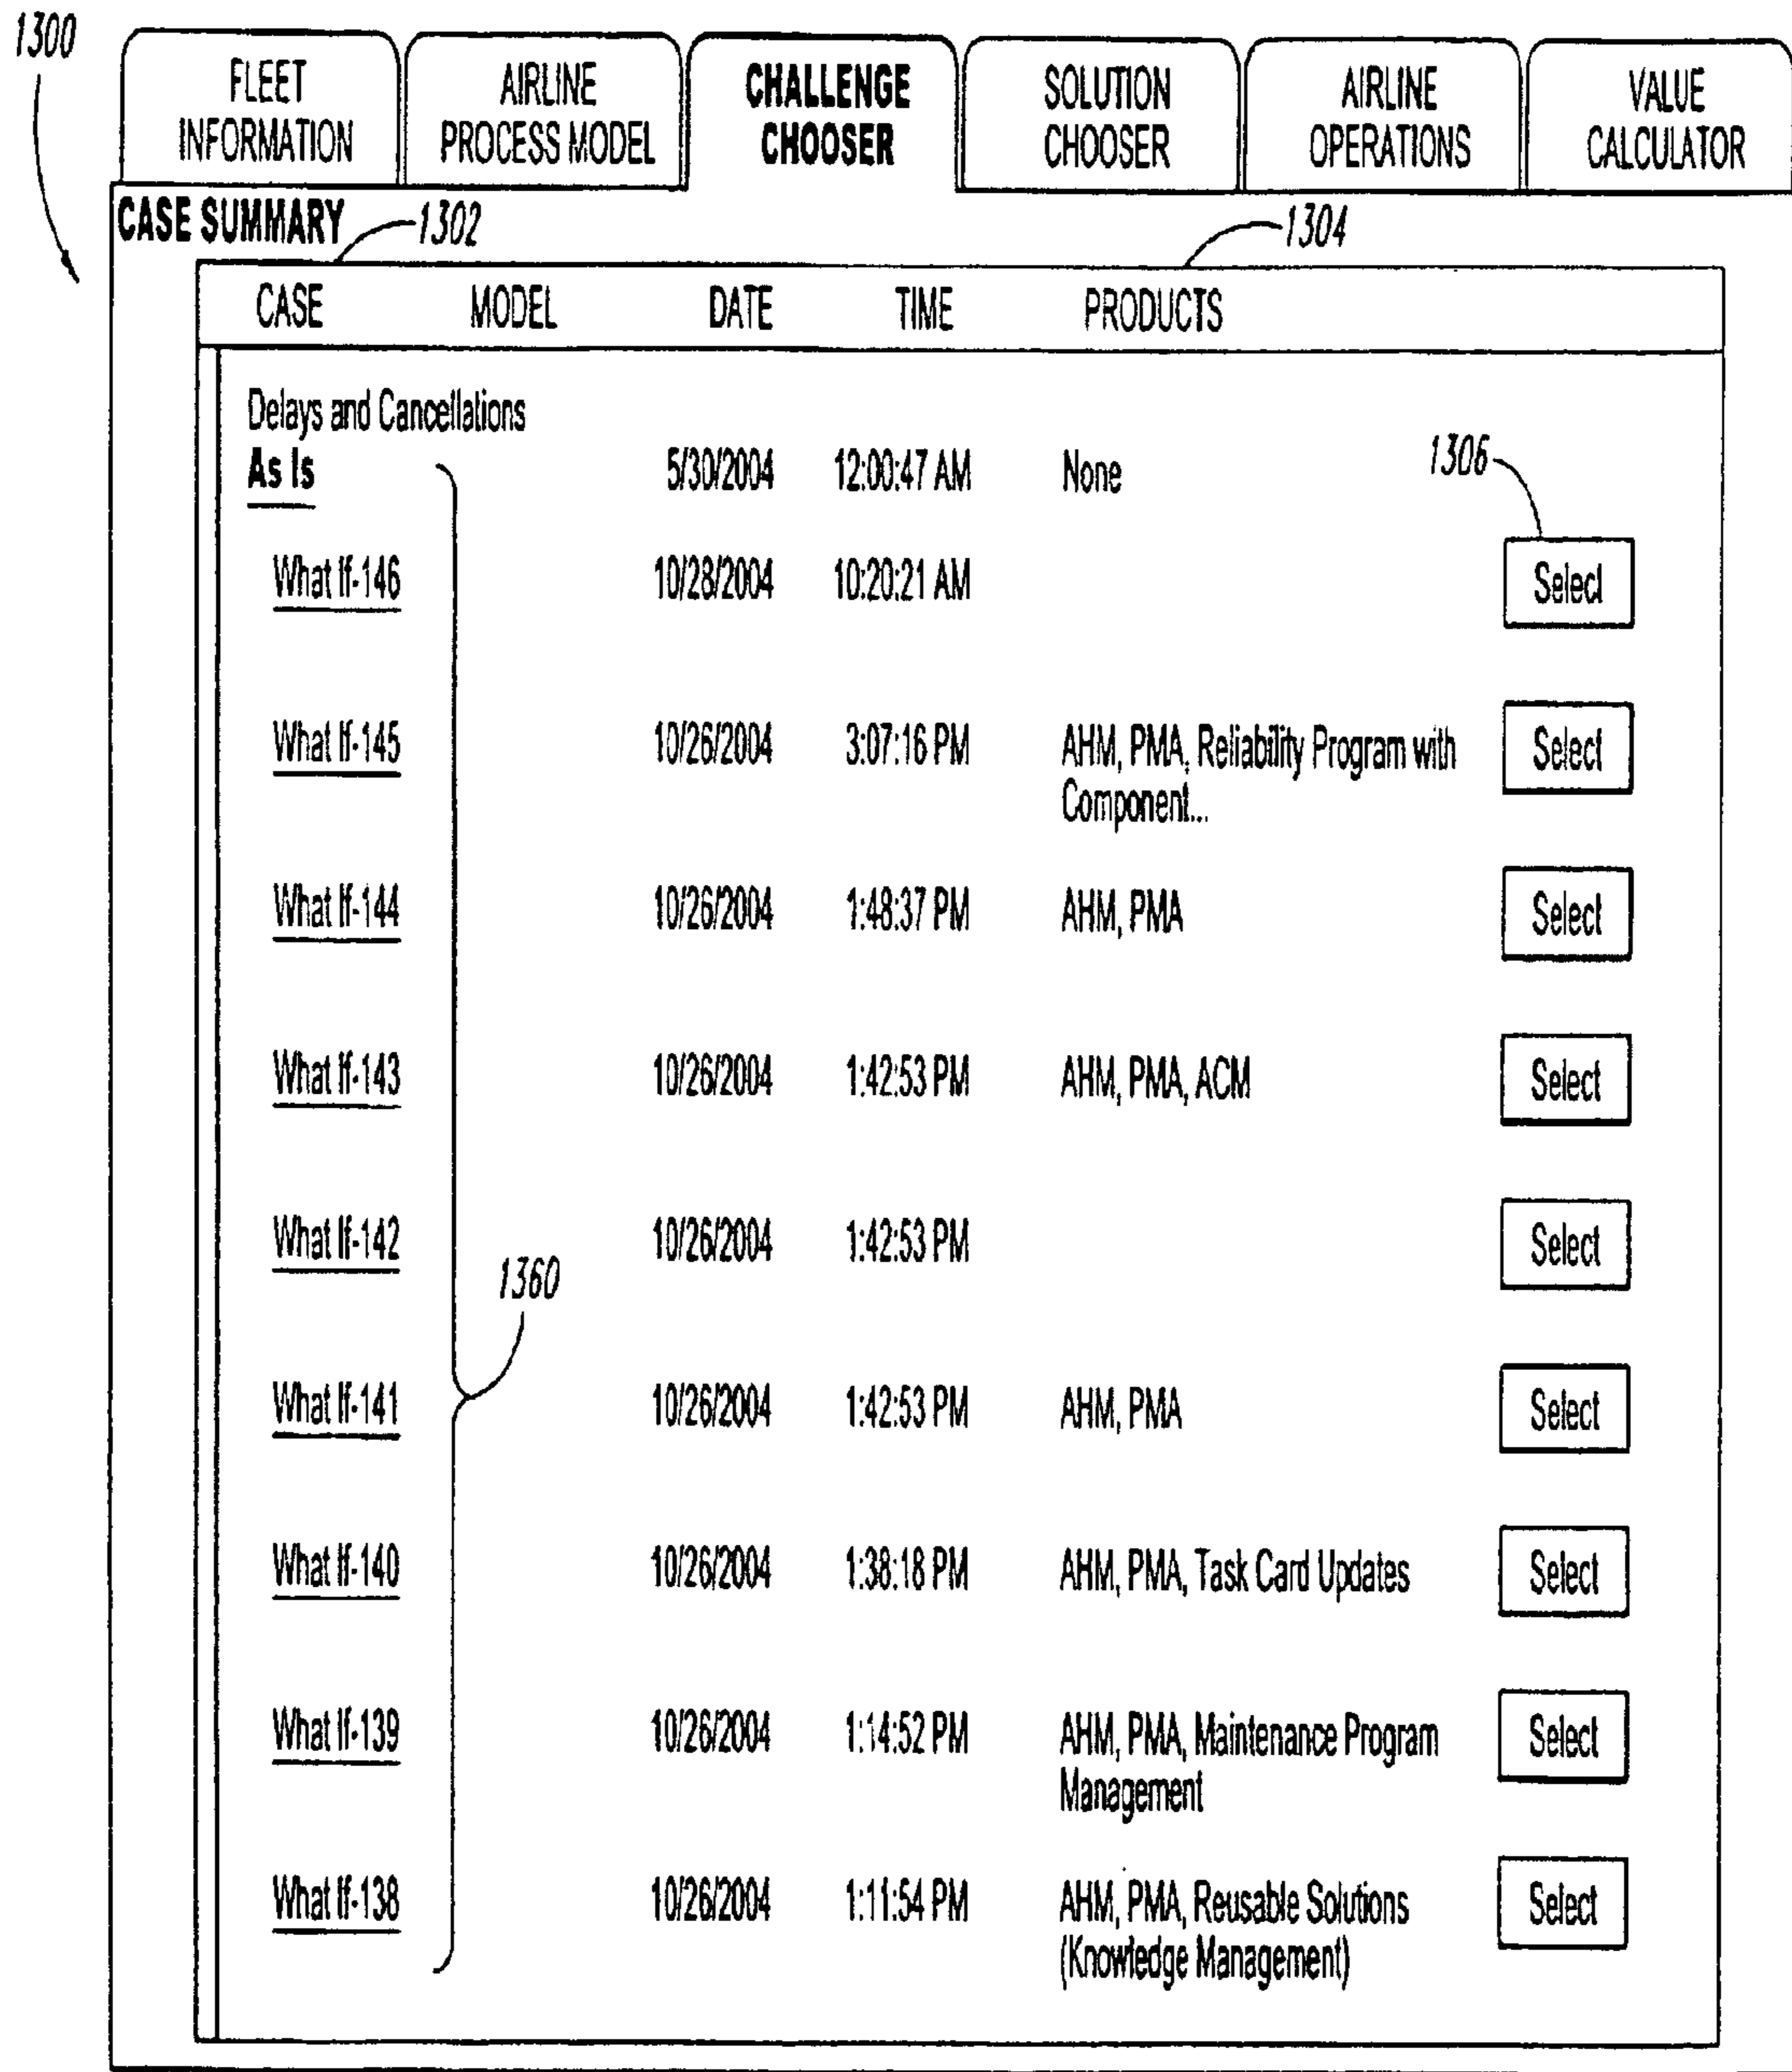 1300
FLEET INFORMATION
AIRLINE PROCESS MODEL
CHALLENGE CHOOSER
SOLUTION CHOOSER
AIRLINE OPERATIONS
VALUE CALCULATOR
CASE SUMMARY 1302 1304
CASE MODEL DATE TIME PRODUCTS
Delays and Cancellations
As Is 5/30/2004 12:00:47 AM None 1306
What If-146 10/28/2004 10:20:21 AM Select
What If-145 10/26/2004 3:07:16 PM AHM, PMA, Reliability Program with Select
Component...
What If-144 10/26/2004 1:48:37 PM AHM, PMA Select
What If-143 10/26/2004 1:42:53 PM AHM, PMA, ACM Select
What If-142 10/26/2004 1:42:53 PM Select
1360
What If-141 10/26/2004 1:42:53 PM AHM, PMA Select
What If-140 10/26/2004 1:38:18 PM AHM, PMA, Task Card Updates Select
What If-139 10/26/2004 1:14:52 PM AHM, PMA, Maintenance Program Select
Management
What If-138 10/26/2004 1:11:54 PM AHM, PMA, Reusable Solutions Select
(Knowledge Management)